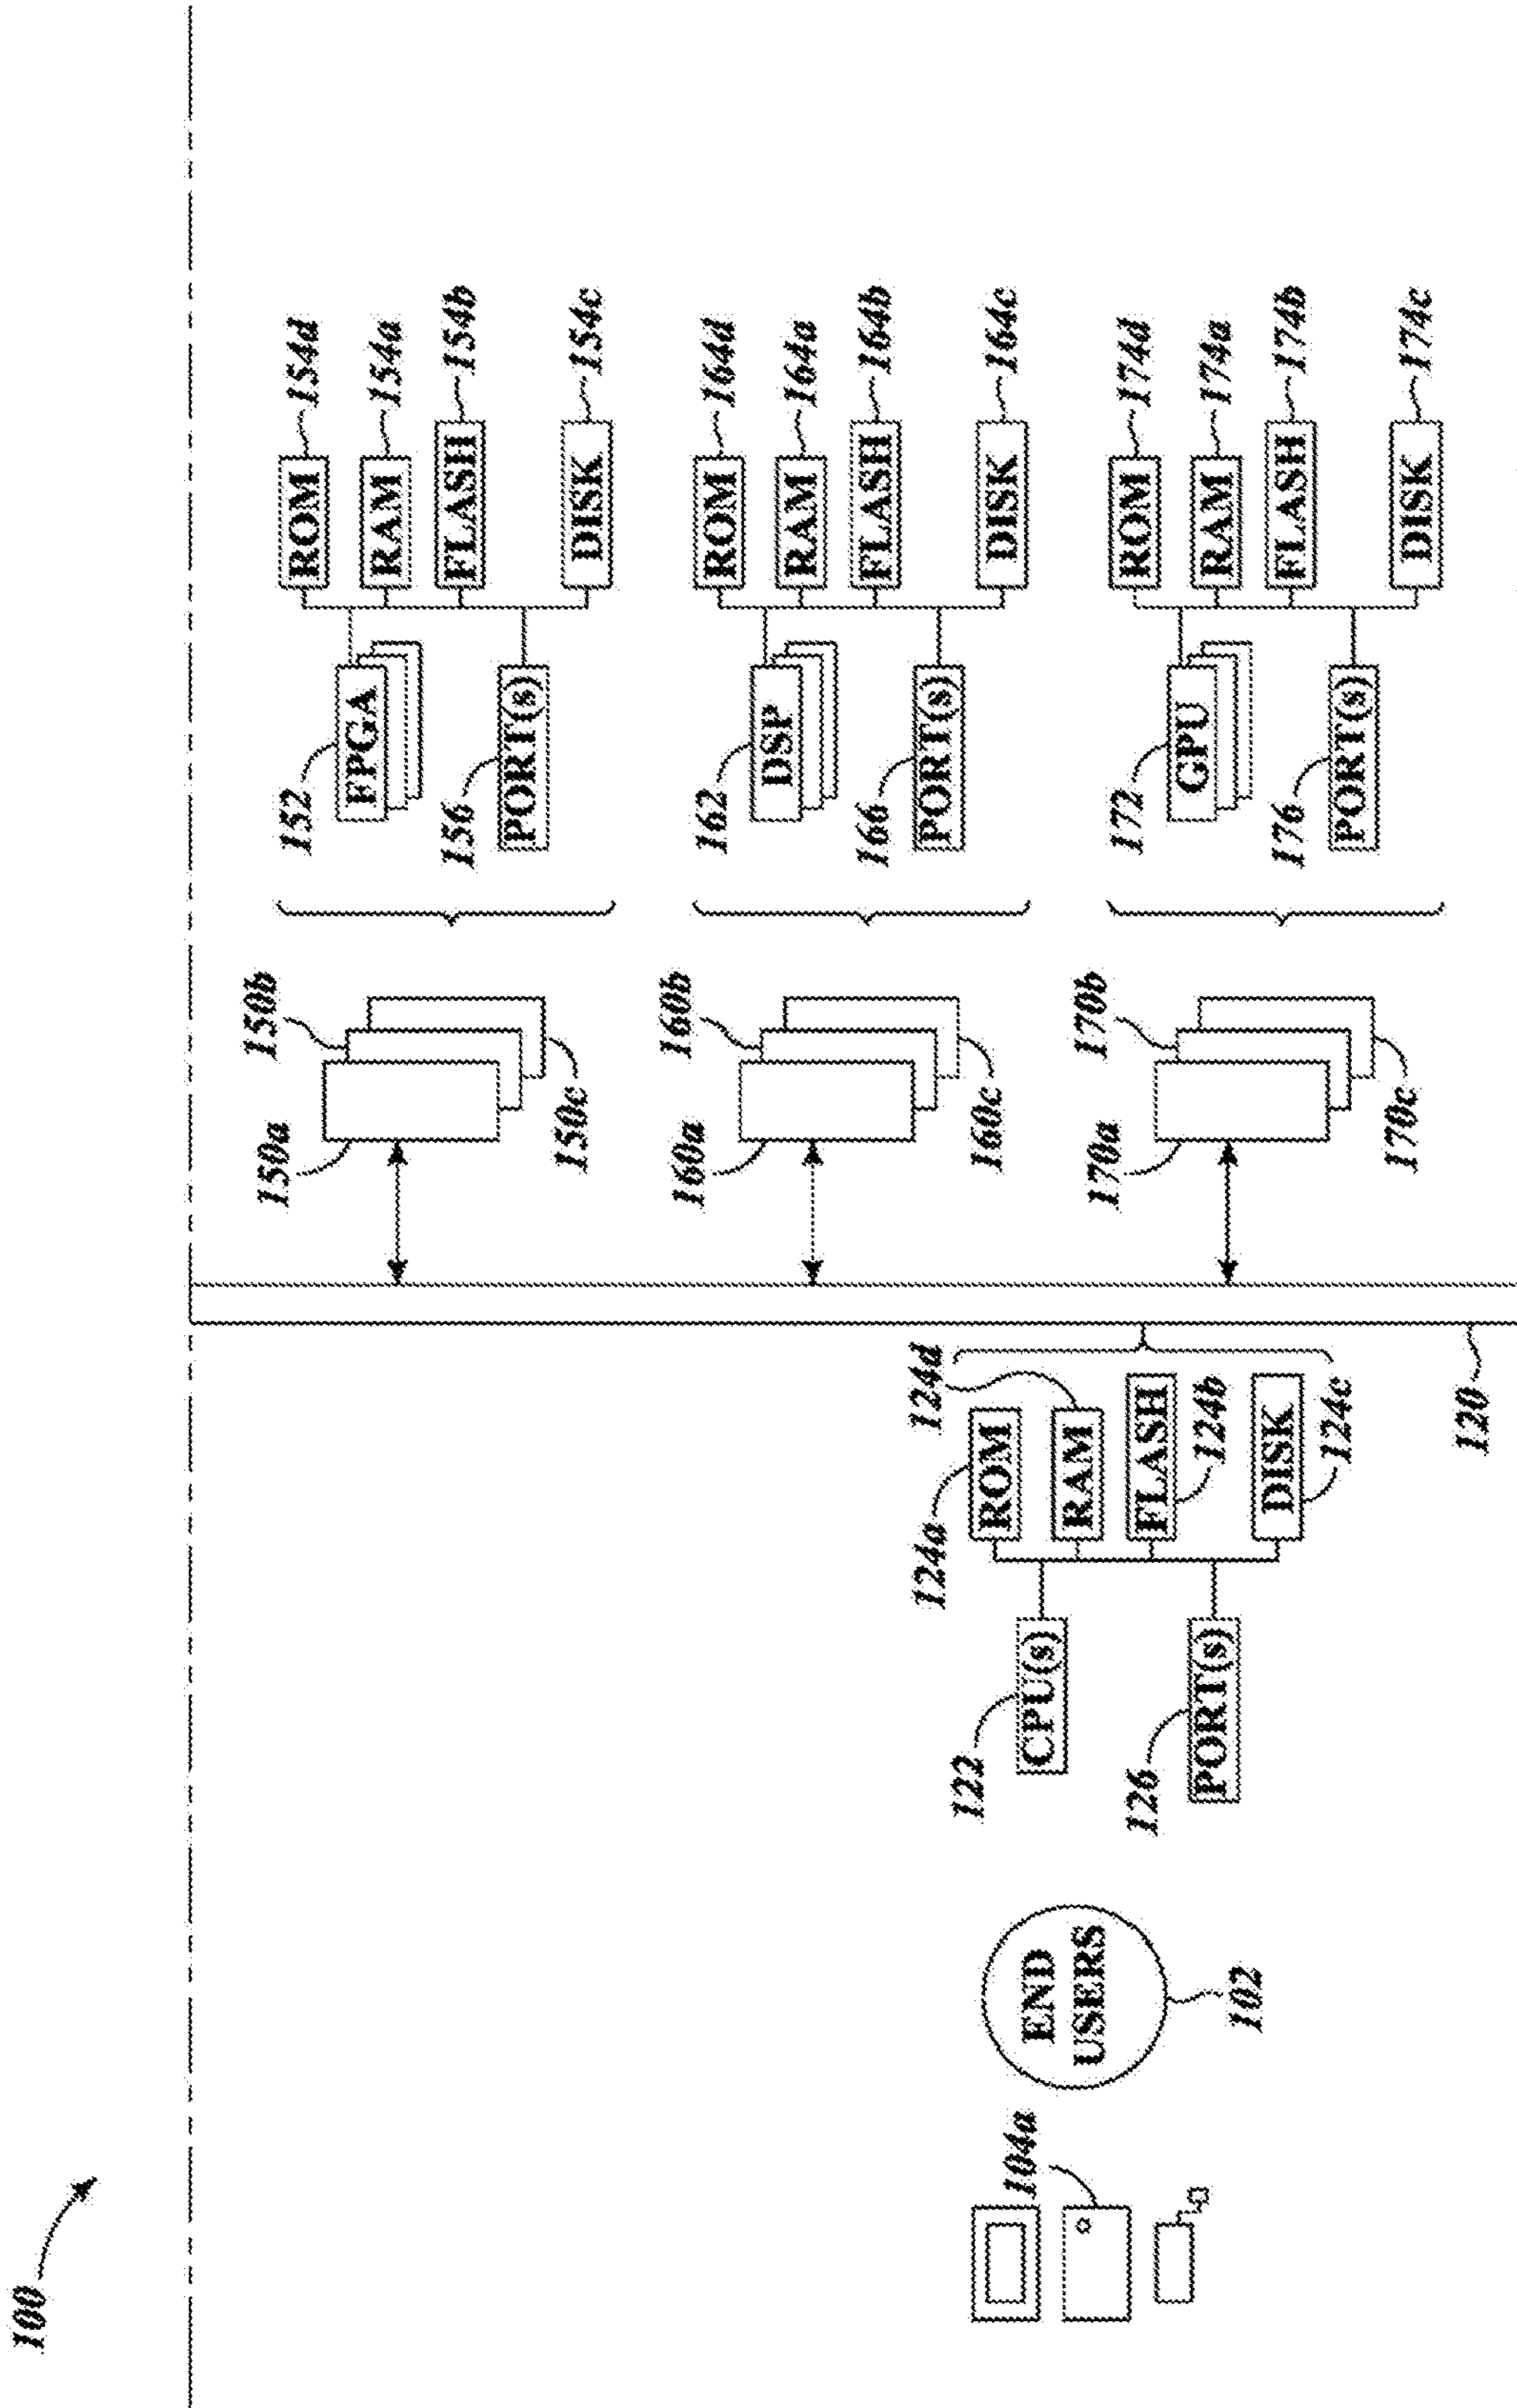 100
150a
150b
150c
152
FPGA
156
PORT(s)
ROM
154d
RAM
154a
FLASH
154b
DISK
154c
160a
160b
160c
162
DSP
166
PORT(s)
ROM
164d
RAM
164a
FLASH
164b
DISK
164c
170a
170b
170c
172
GPU
176
PORT(s)
ROM
174d
RAM
174a
FLASH
174b
DISK
174c
104a
END
USERS
102
122
CPU(s)
126
PORT(s)
124a
ROM
124d
RAM
FLASH
124b
DISK
124c
120